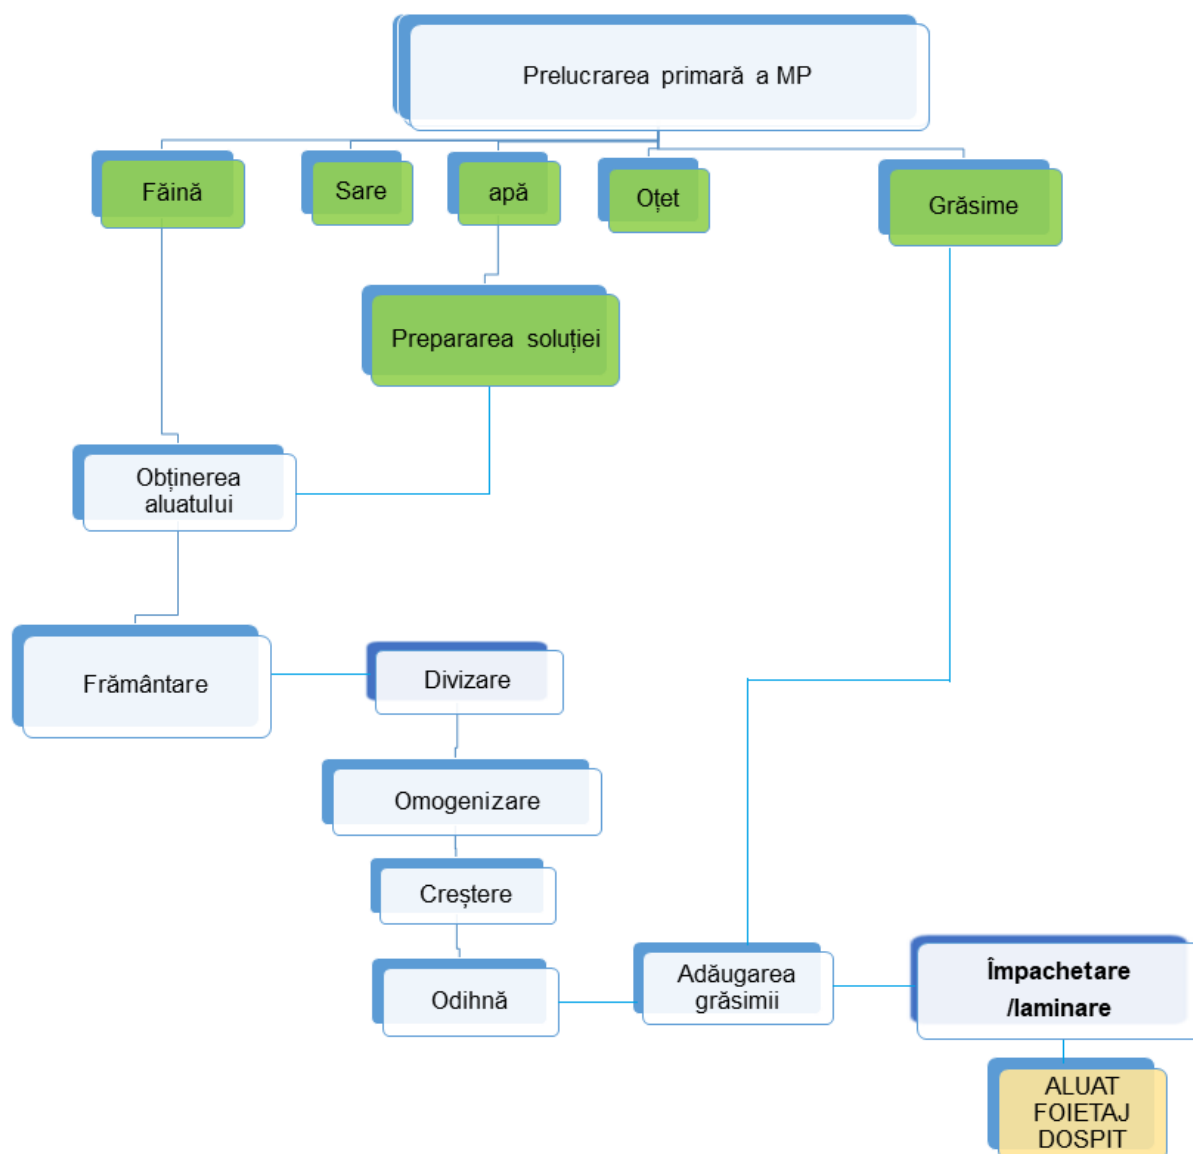 Prelucrarea primară a MP
Făină
Sare
apă
Oțet
Grăsime
Prepararea soluției
Obținerea
aluatului
Frământare
Divizare
Omogenizare
Creștere
Odihnă
Adăugarea
grăsimii
Împachetare
/laminare
ALUAT
FOIETAJ
DOSPIT